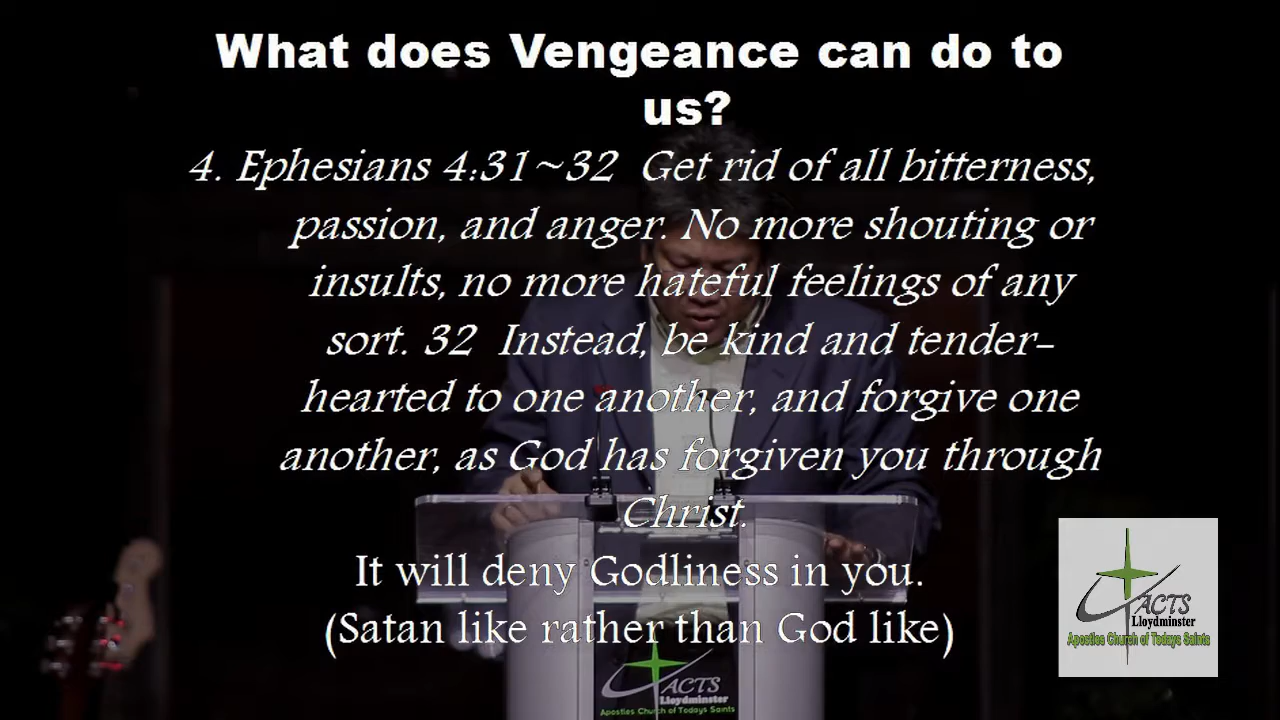 What does Vengeance can do to
us?
4. Ephesians 4:31~32 Get rid of all bitterness,
passion, and anger. No more shouting or
insults, no more hateful feelings of any
sort. 32 Instead, be kind and tender-
hearted to one another, and forgive one
another, as God has forgiven you through
Christ.
It will deny Godliness in you.
(Satan like rather than God like)
ACTS
Lloydminster
Apostles Church of Todays Saints
ACTS
Lloydminster
Apostles Church of Todays Saints